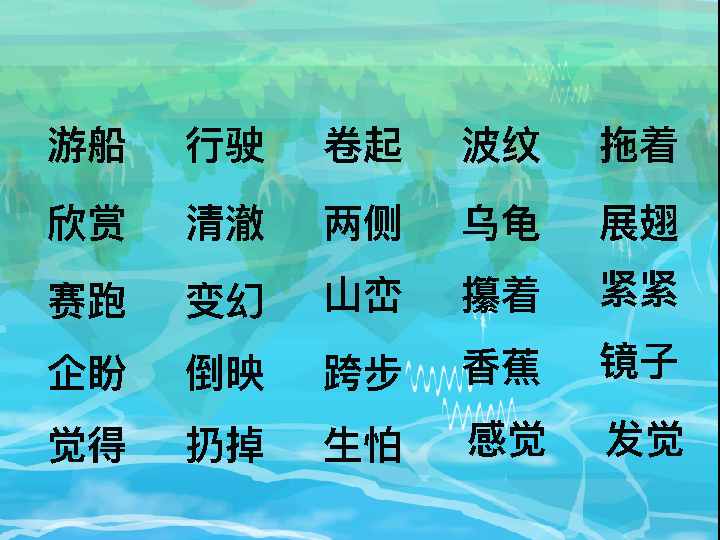 游船 行驶 卷起 波纹 拖着
欣赏 清澈 两侧 乌龟 展翅
赛跑 变幻 山峦 攥着 紧紧
企盼 倒映 跨步 香蕉 镜子
觉得 扔掉 生怕 感觉 发觉